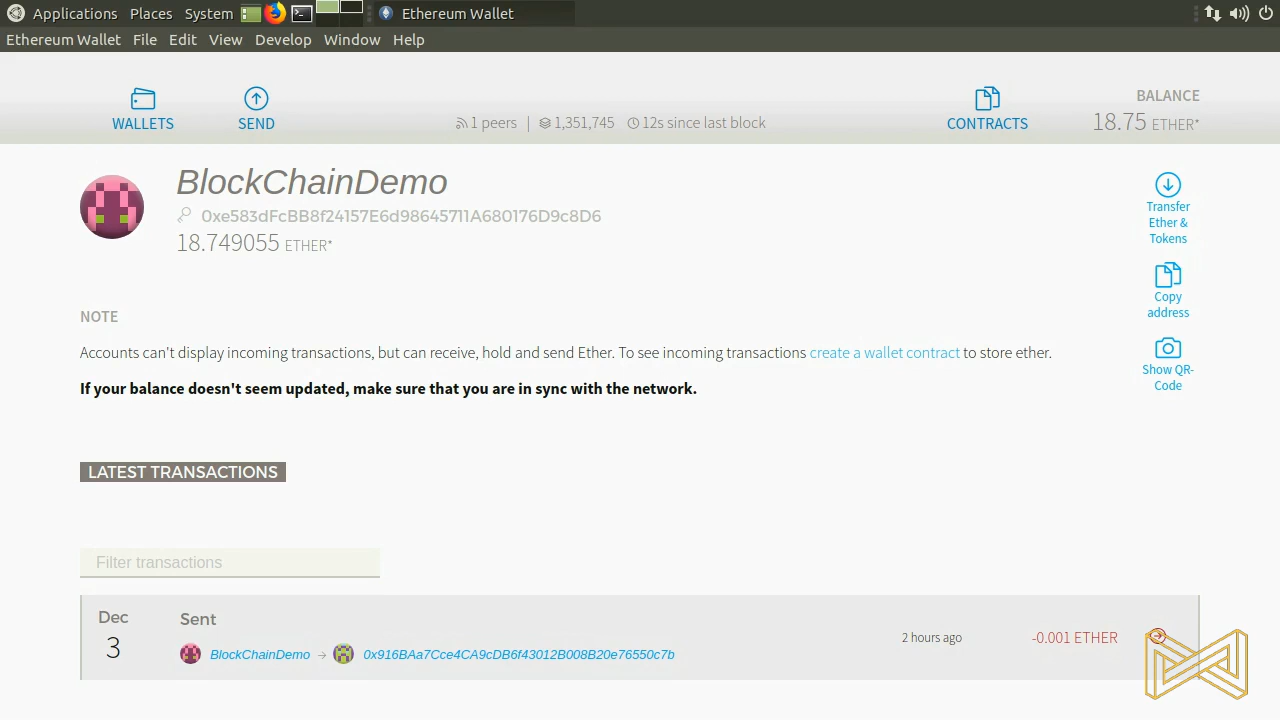 Applications Places System Ethereum Wallet
Ethereum Wallet File Edit View Develop Window Help
WALLETS
SEND
1 peers | 1,351,745 12s since last block
CONTRACTS
BALANCE
18.75 ETHER*
BlockChainDemo
0xe583dFcBB8f24157E6d98645711A680176D9c8D6
18.749055 ETHER*
Transfer
Ether &
Tokens
Copy
address
Show QR-
Code
NOTE
Accounts can't display incoming transactions, but can receive, hold and send Ether. To see incoming transactions create a wallet contract to store ether.
If your balance doesn't seem updated, make sure that you are in sync with the network.
LATEST TRANSACTIONS
Filter transactions
Dec
3
Sent
BlockChainDemo → 0x916BAa7Cce4CA9cDB6f43012B008B20e76550c7b
2 hours ago
-0.001 ETHER